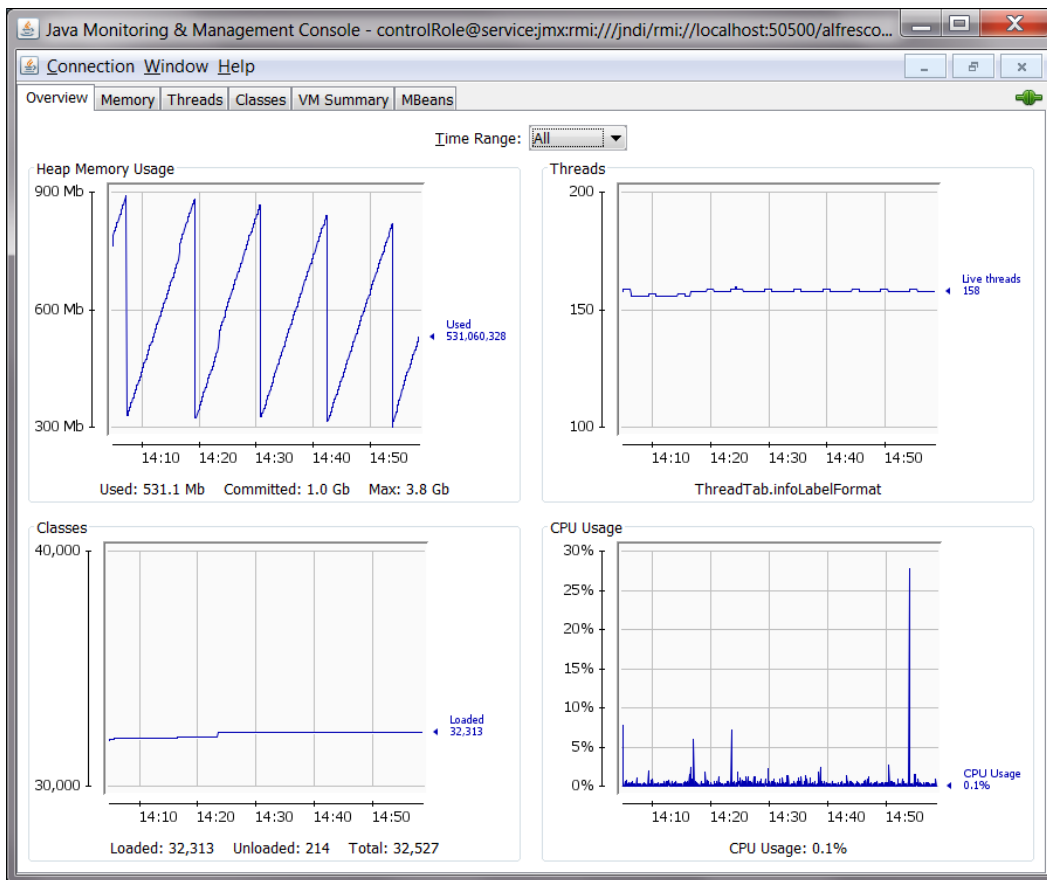 Java Monitoring & Management Console - controlRole@service:jmx:rmi:///jndi/rmi://localhost:50500/alfresco...
Connection Window Help
Overview Memory Threads Classes VM Summary MBeans
Time Range: All
Heap Memory Usage
900 Mb
600 Mb
300 Mb
Used
531,060,328
14:10 14:20 14:30 14:40 14:50
Used: 531.1 Mb Committed: 1.0 Gb Max: 3.8 Gb
Threads
200
150
100
Live threads
158
14:10 14:20 14:30 14:40 14:50
ThreadTab.infoLabelFormat
Classes
40,000
30,000
Loaded
32,313
14:10 14:20 14:30 14:40 14:50
Loaded: 32,313 Unloaded: 214 Total: 32,527
CPU Usage
30%
25%
20%
15%
10%
5%
0%
CPU Usage
0.1%
14:10 14:20 14:30 14:40 14:50
CPU Usage: 0.1%